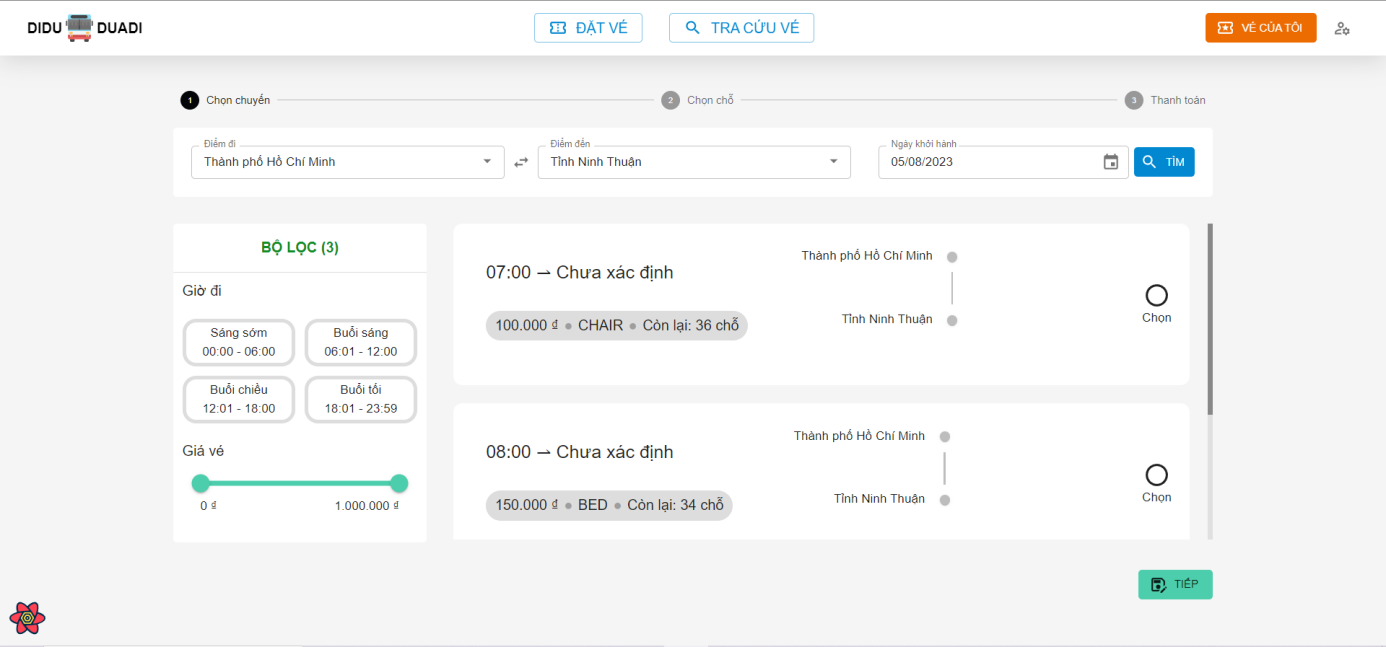 DIDU DUADI
ĐẶT VÉ
TRA CỨU VÉ
VÉ CỦA TÔI
1 Chọn chuyến
2 Chọn chỗ
3 Thanh toán
Điểm đi
Thành phố Hồ Chí Minh
Điểm đến
Tỉnh Ninh Thuận
Ngày khởi hành
05/08/2023
TÌM
BỘ LỌC (3)
Giờ đi
Sáng sớm
00:00 - 06:00
Buổi sáng
06:01 - 12:00
Buổi chiều
12:01 - 18:00
Buổi tối
18:01 - 23:59
Giá vé
0 ₫
1.000.000 ₫
07:00 → Chưa xác định
100.000 ₫ ● CHAIR ● Còn lại: 36 chỗ
Thành phố Hồ Chí Minh
Tỉnh Ninh Thuận
Chọn
08:00 → Chưa xác định
150.000 ₫ ● BED ● Còn lại: 34 chỗ
Thành phố Hồ Chí Minh
Tỉnh Ninh Thuận
Chọn
TIẾP